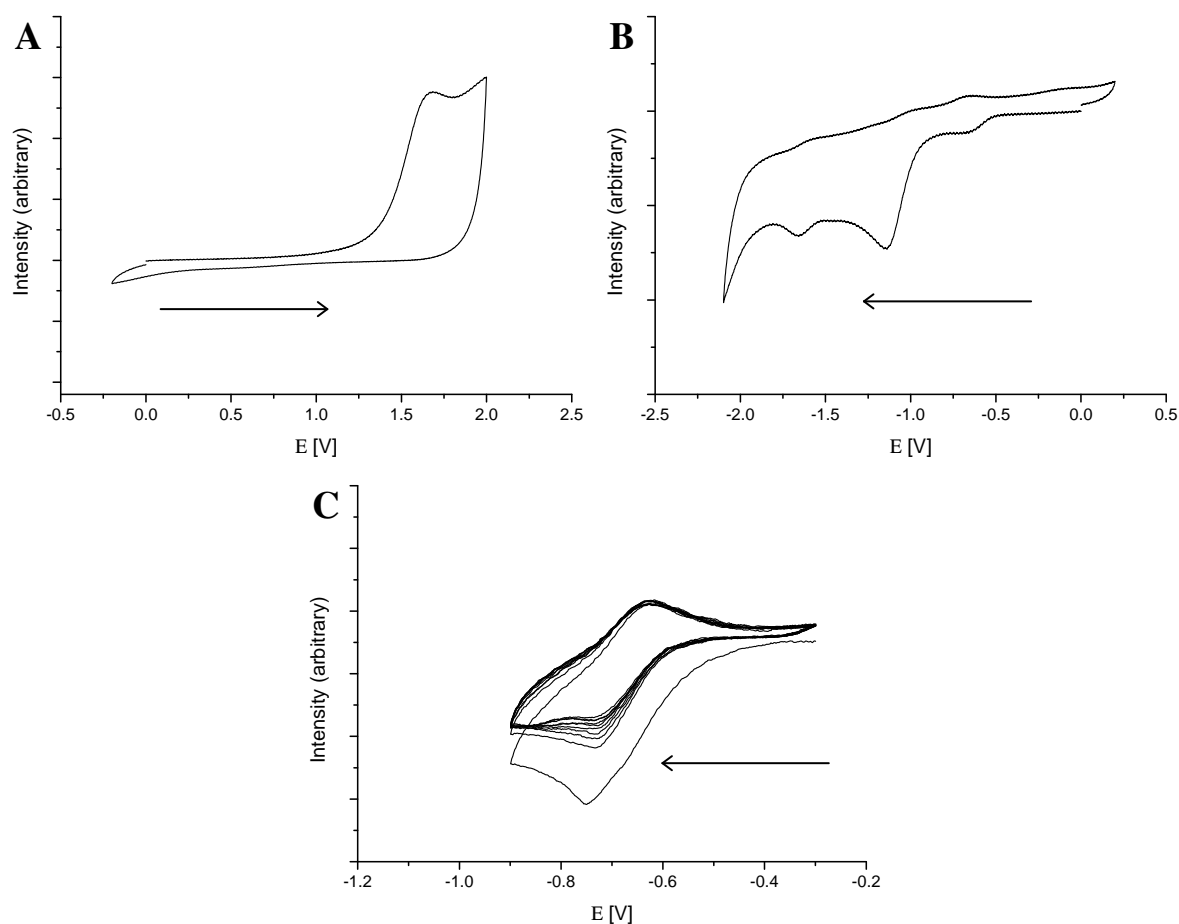 A
Intensity (arbitrary)
-0.5 0.0 0.5 1.0 1.5 2.0 2.5
E [V]
B
Intensity (arbitrary)
-2.5 -2.0 -1.5 -1.0 -0.5 0.0 0.5
E [V]
C
Intensity (arbitrary)
-1.2 -1.0 -0.8 -0.6 -0.4 -0.2
E [V]